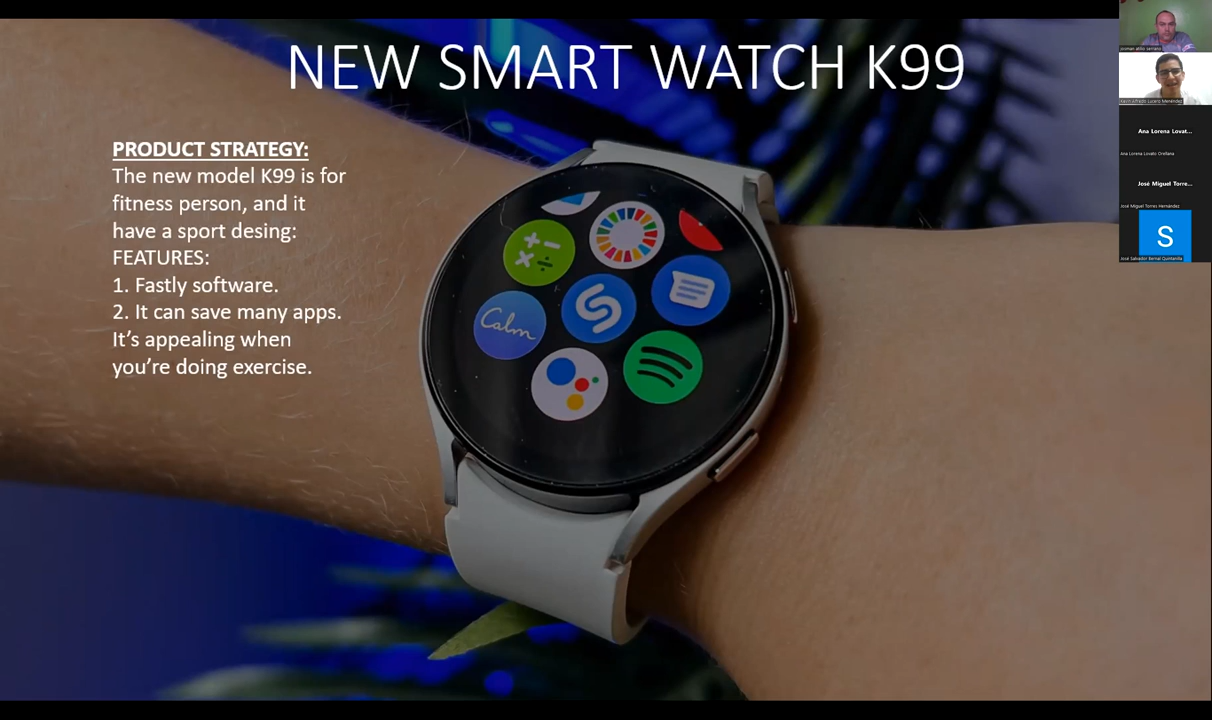 NEW SMART WATCH K99
PRODUCT STRATEGY:
The new model K99 is for
fitness person, and it
have a sport desing:
FEATURES:
1. Fastly software.
2. It can save many apps.
It's appealing when
you're doing exercise.
Calm
Ana Lorena Lovat...
Ana Lorena Lovato Orellana
José Miguel Torre...
José Miguel Torres Hernández
S
José Salvador Bernal Quintanilla